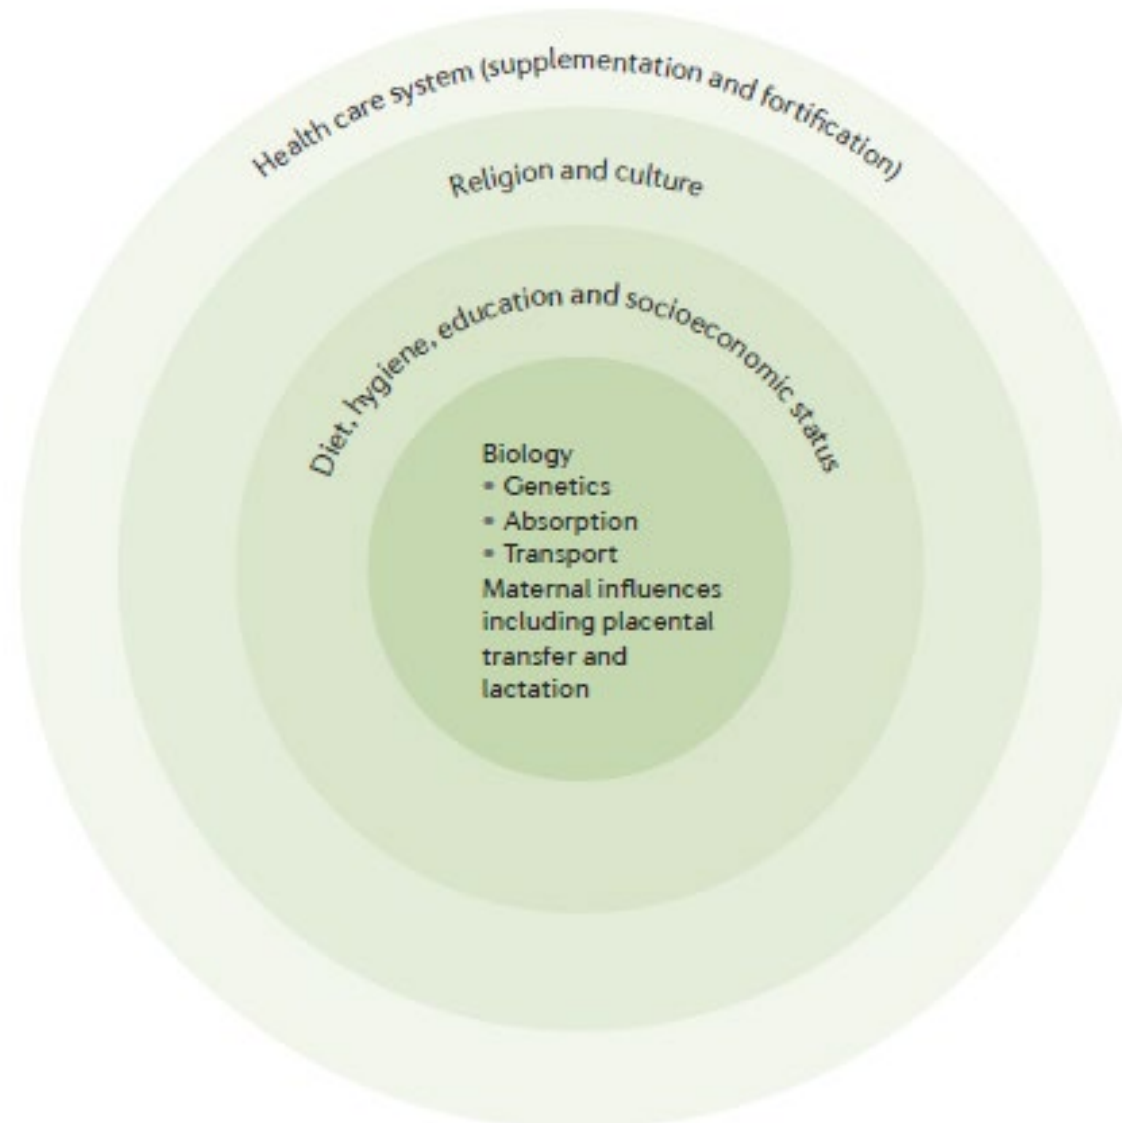 Health care system (supplementation and fortification)
Religion and culture
Diet, hygiene, education and socioeconomic status
Biology
• Genetics
• Absorption
• Transport
Maternal influences
including placental
transfer and
lactation